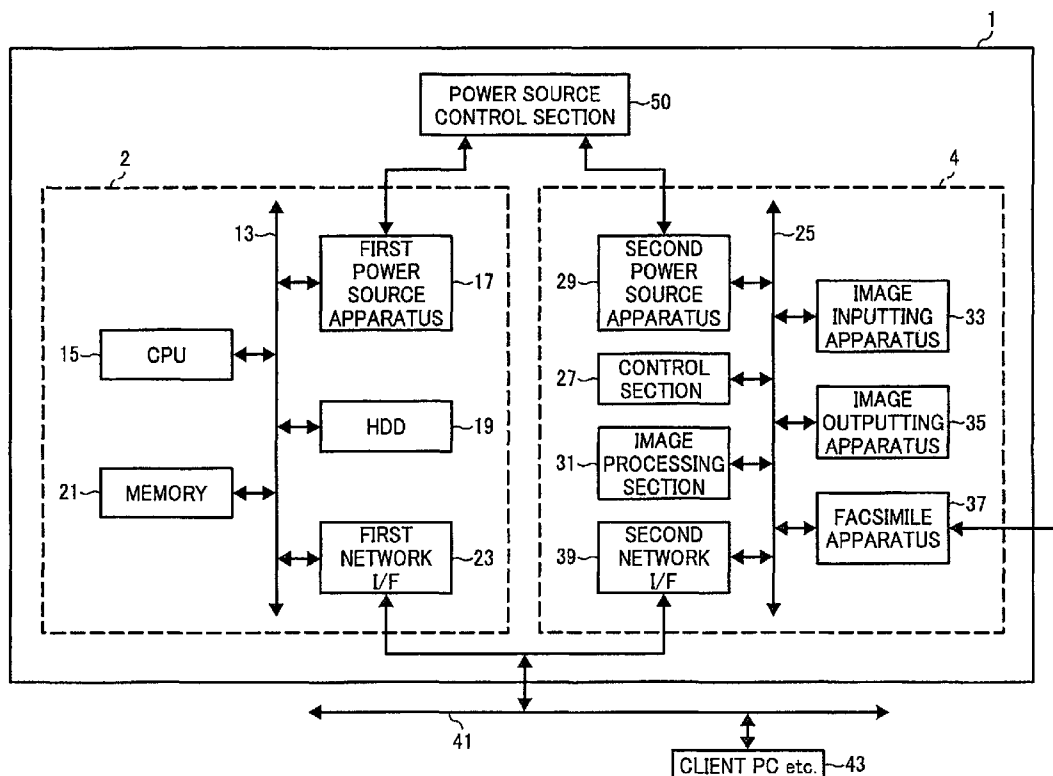 1
POWER SOURCE
CONTROL SECTION
50
2
4
13
FIRST
POWER
SOURCE
APPARATUS
17
25
SECOND
POWER
SOURCE
APPARATUS
29
IMAGE
INPUTTING
APPARATUS
33
15
CPU
27
CONTROL
SECTION
HDD
19
IMAGE
OUTPUTTING
APPARATUS
35
31
IMAGE
PROCESSING
SECTION
21
MEMORY
37
FACSIMILE
APPARATUS
FIRST
NETWORK
I/F
23
39
SECOND
NETWORK
I/F
41
CLIENT PC etc.
43